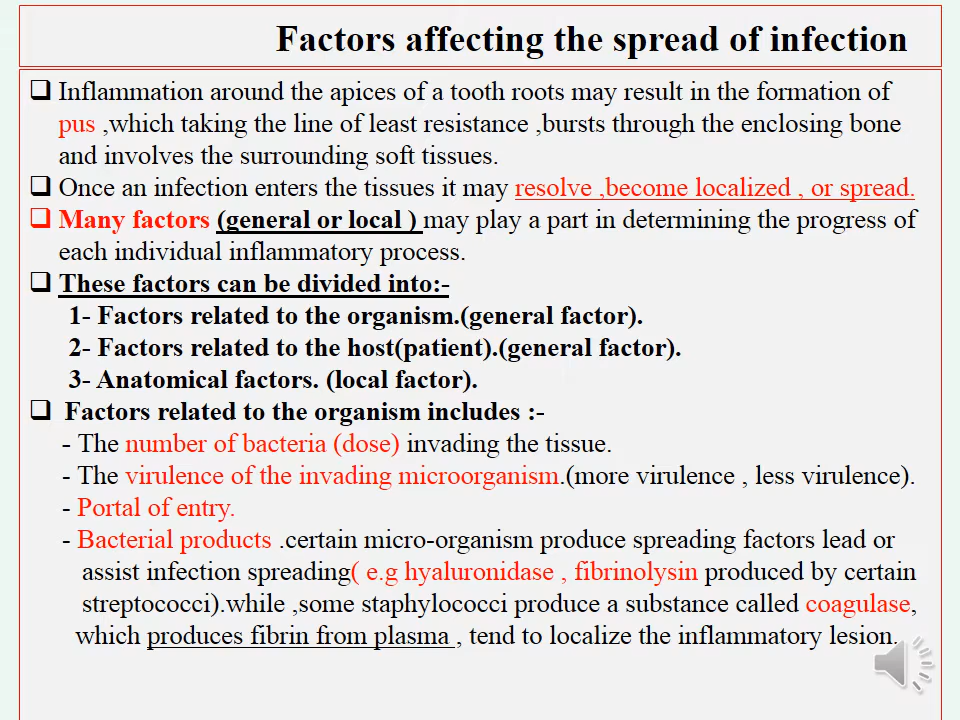 Factors affecting the spread of infection
❑ Inflammation around the apices of a tooth roots may result in the formation of
pus ,which taking the line of least resistance ,bursts through the enclosing bone
and involves the surrounding soft tissues.
❑ Once an infection enters the tissues it may resolve ,become localized , or spread.
❑ Many factors (general or local ) may play a part in determining the progress of
each individual inflammatory process.
❑ These factors can be divided into:-
1- Factors related to the organism.(general factor).
2- Factors related to the host(patient).(general factor).
3- Anatomical factors. (local factor).
❑ Factors related to the organism includes :-
- The number of bacteria (dose) invading the tissue.
- The virulence of the invading microorganism.(more virulence , less virulence).
- Portal of entry.
- Bacterial products .certain micro-organism produce spreading factors lead or
assist infection spreading( e.g hyaluronidase , fibrinolysin produced by certain
streptococci).while ,some staphylococci produce a substance called coagulase,
which produces fibrin from plasma , tend to localize the inflammatory lesion.